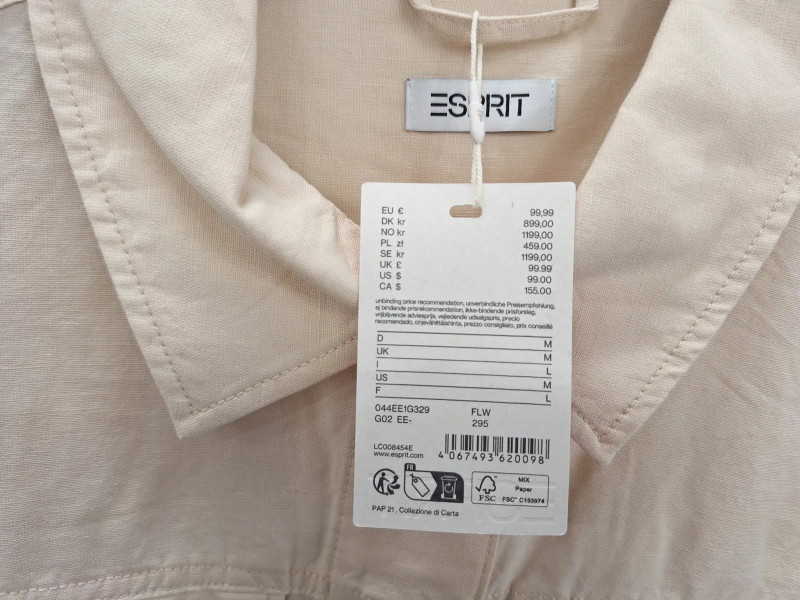 ESPRIT
EU € 99,99
DK kr 899,00
NO kr 1199,00
PL zł 459.00
SE kr 1199,00
UK £ 99.99
US $ 99.00
CA $ 155.00
unbinding price recommendation, unverbindliche Preisempfehlung,
ej bindande prisrekommendation, ikke-bindende prisforslag,
vrijblijvende adviesprijs, vejledende udsalgspris, precio
recomendado, ohjevähittäishinta, prezzo consigliato, prix conseillé
D M
UK M
I L
US M
F L
044EE1G329 FLW
G02 EE- 295
LC008454E
www.esprit.com
4 067493 620098
FR
MIX
Paper
FSC
FSC® C133974
PAP 21, Collezione di Carta